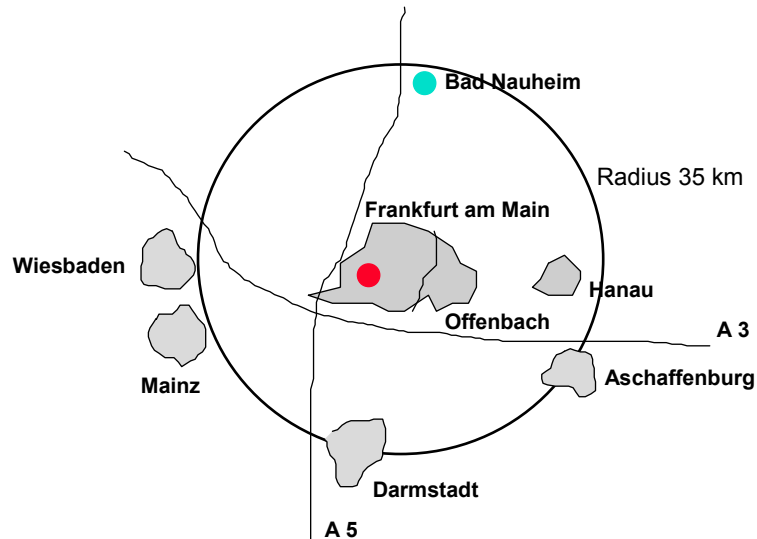 Bad Nauheim
Radius 35 km
Frankfurt am Main
Wiesbaden
Hanau
Offenbach
A 3
Mainz
Aschaffenburg
Darmstadt
A 5